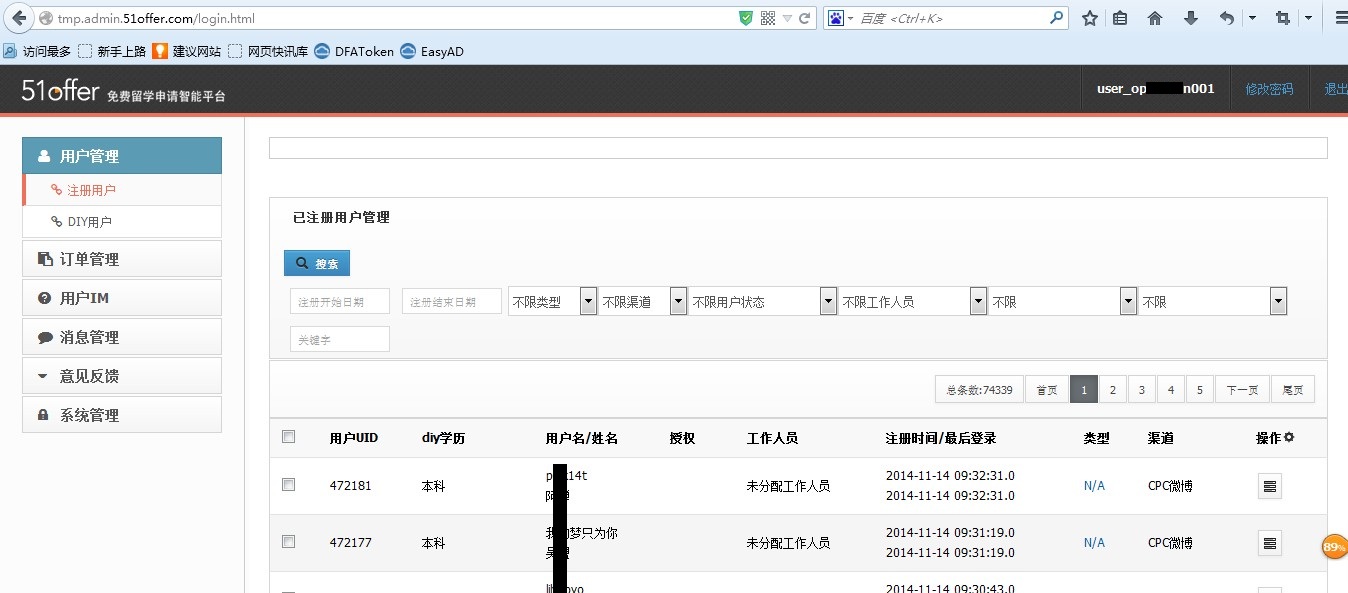 tmp.admin.51offer.com/login.html
百度 <Ctrl+K>
访问最多 新手上路 建议网站 网页快讯库 DFAToken EasyAD
51offer 免费留学申请智能平台
user_op n001 修改密码 退出
用户管理
注册用户
DIY用户
订单管理
用户IM
消息管理
意见反馈
系统管理
已注册用户管理
搜索
注册开始日期 注册结束日期 不限类型 不限渠道 不限用户状态 不限工作人员 不限 不限
关键字
总条数:74339 首页 1 2 3 4 5 下一页 尾页
用户UID diy学历 用户名/姓名 授权 工作人员 注册时间/最后登录 类型 渠道 操作
472181 本科 未分配工作人员 2014-11-14 09:32:31.0 N/A CPC微博
2014-11-14 09:32:31.0
472177 本科 我 梦只为你 未分配工作人员 2014-11-14 09:31:19.0 N/A CPC微博
吴 2014-11-14 09:31:19.0
2014-11-14 09:30:43.0
89%